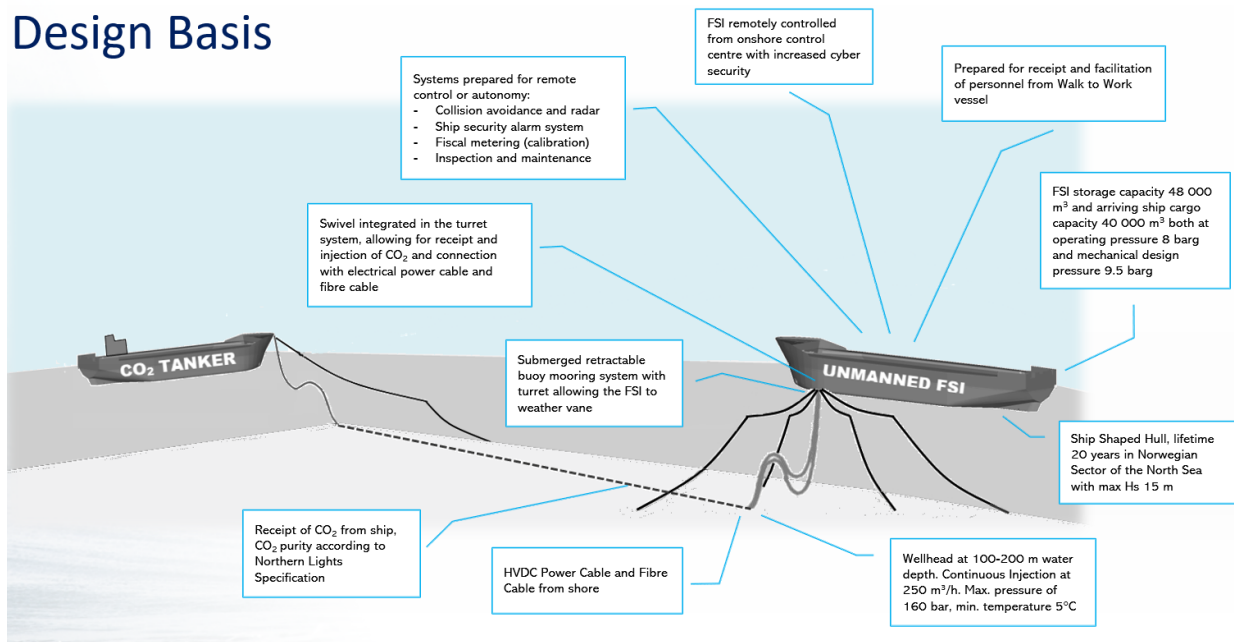 Design Basis
FSI remotely controlled
from onshore control
centre with increased cyber
security
Systems prepared for remote
control or autonomy:
- Collision avoidance and radar
- Ship security alarm system
- Fiscal metering (calibration)
- Inspection and maintenance
Prepared for receipt and facilitation
of personnel from Walk to Work
vessel
FSI storage capacity 48 000
m³ and arriving ship cargo
capacity 40 000 m³ both at
operating pressure 8 barg
and mechanical design
pressure 9.5 barg
Swivel integrated in the turret
system, allowing for receipt and
injection of CO₂ and connection
with electrical power cable and
fibre cable
CO₂ TANKER
Submerged retractable
buoy mooring system with
turret allowing the FSI to
weather vane
UNMANNED FSI
Ship Shaped Hull, lifetime
20 years in Norwegian
Sector of the North Sea
with max Hs 15 m
Receipt of CO₂ from ship,
CO₂ purity according to
Northern Lights
Specification
HVDC Power Cable and Fibre
Cable from shore
Wellhead at 100-200 m water
depth. Continuous Injection at
250 m³/h. Max. pressure of
160 bar, min. temperature 5°C